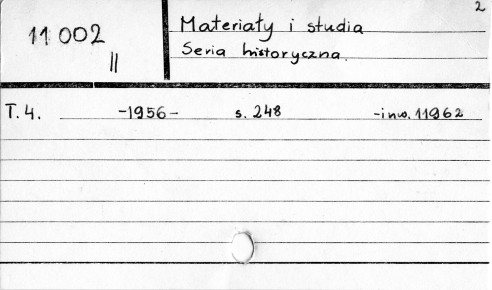 2
11 002
II
Materiały i studia
Seria historyczna.
T. 4. -1956- s. 248 -inw. 11962